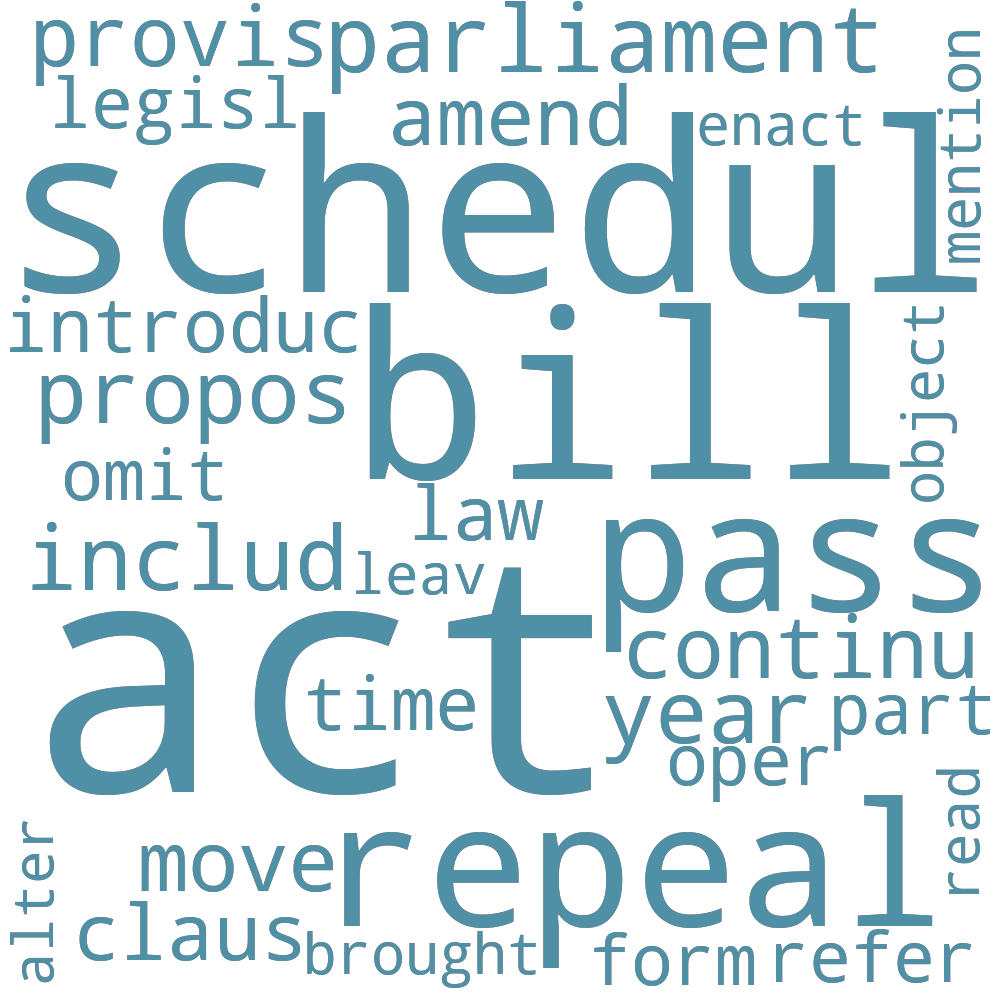 provis parliament
legisl amend enact mention
schedul
introduc bill object
propos
omit law pass
includ leav
act continu
time year part
oper
repeal read
move alter
claus brought form refer